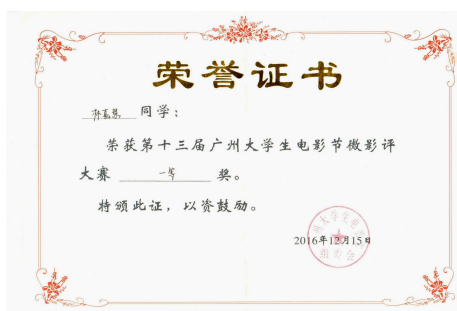 荣誉证书
同学：
荣获第十三届广州大学生电影节微影评
大赛 一等 奖。
特颁此证，以资鼓励。
2016年12月15日